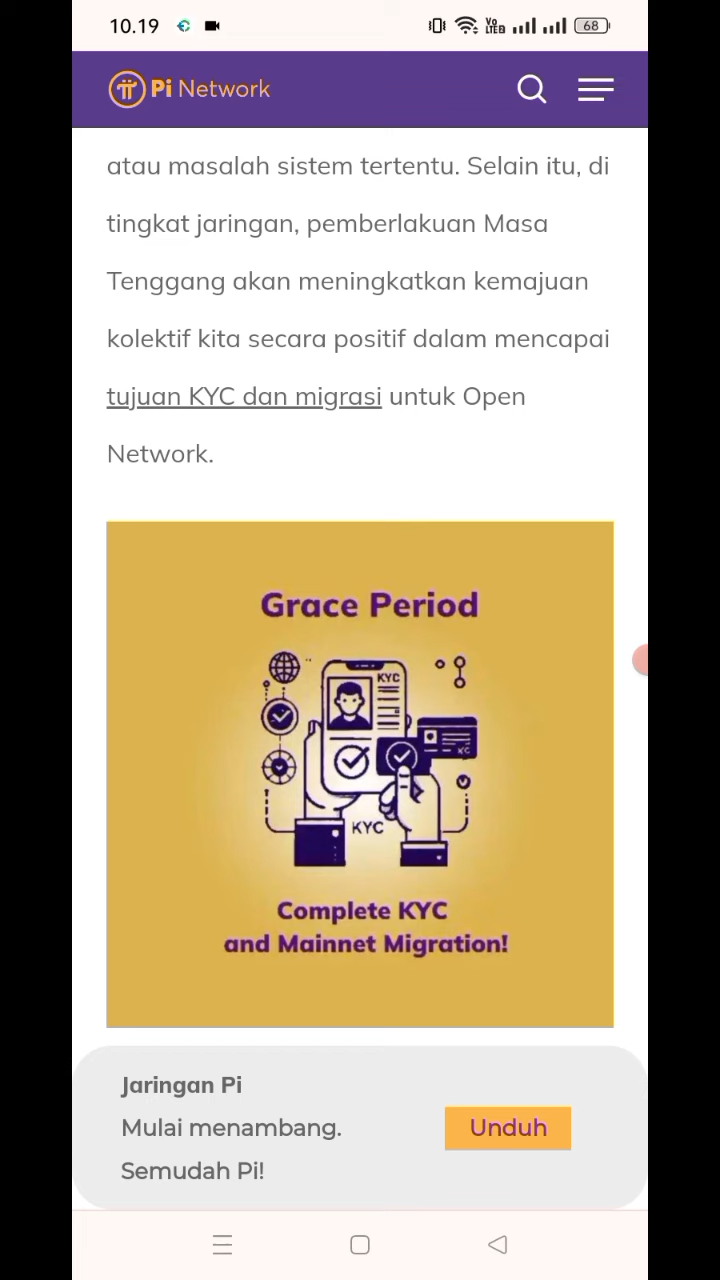 10.19
Vo
LTE2
68
Pi Network
atau masalah sistem tertentu. Selain itu, di
tingkat jaringan, pemberlakuan Masa
Tenggang akan meningkatkan kemajuan
kolektif kita secara positif dalam mencapai
tujuan KYC dan migrasi untuk Open
Network.
Grace Period
KYC
KYC
Complete KYC
and Mainnet Migration!
Jaringan Pi
Mulai menambang.
Semudah Pi!
Unduh